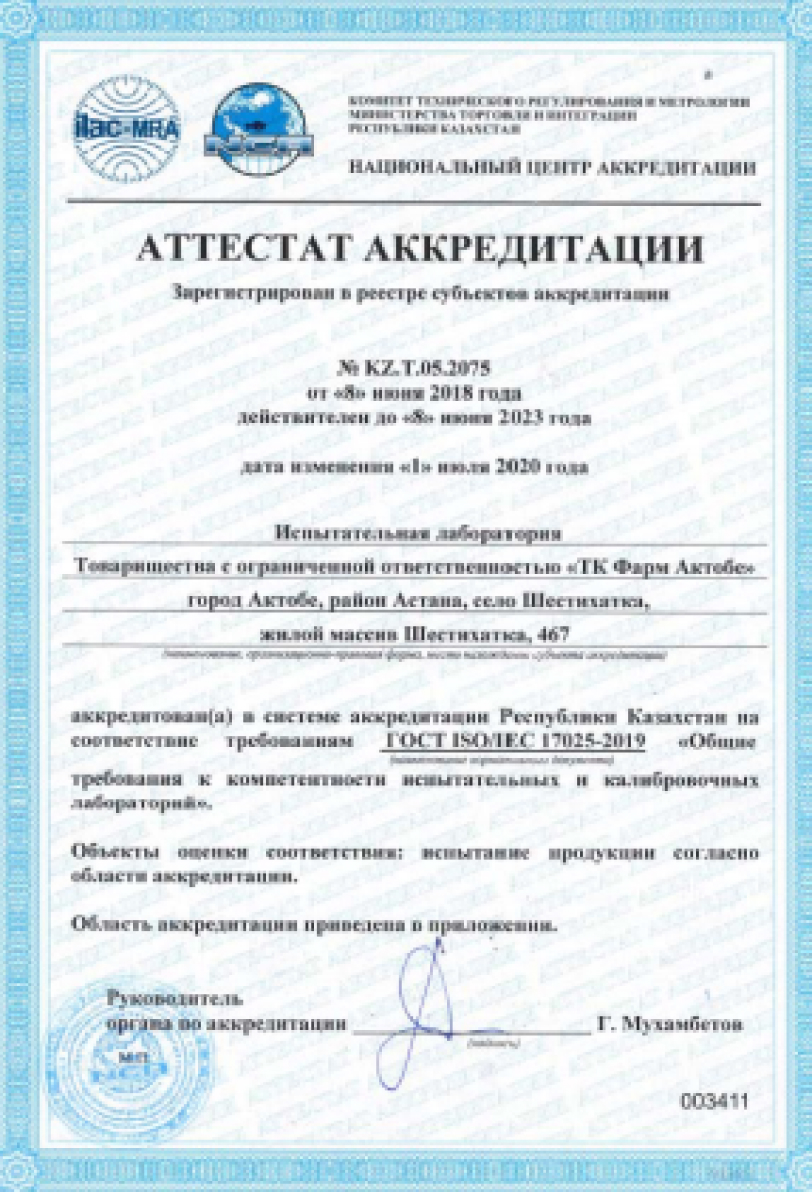 ilac-MRA
КОМИТЕТ ТЕХНИЧЕСКОГО РЕГУЛИРОВАНИЯ И МЕТРОЛОГИИ
МИНИСТЕРСТВА ТОРГОВЛИ И ИНТЕГРАЦИИ
РЕСПУБЛИКИ КАЗАХСТАН
НАЦИОНАЛЬНЫЙ ЦЕНТР АККРЕДИТАЦИИ
АТТЕСТАТ АККРЕДИТАЦИИ
Зарегистрирован в реестре субъектов аккредитации
№ KZ.T.05.2075
от «8» июня 2018 года
действителен до «8» июня 2023 года
дата изменения «1» июля 2020 года
Испытательная лаборатория
Товарищества с ограниченной ответственностью «ТК Фарм Актобе»
город Актобе, район Астана, село Шестихатка,
жилой массив Шестихатка, 467
(наименование, организационно-правовая форма, место нахождения субъекта аккредитации)
аккредитован(а) в системе аккредитации Республики Казахстан на
соответствие требованиям ГОСТ ISO/IEC 17025-2019 «Общие
(наименование нормативного документа)
требования к компетентности испытательных и калибровочных
лабораторий».
Объекты оценки соответствия: испытание продукции согласно
области аккредитации.
Область аккредитации приведена в приложении.
Руководитель
органа по аккредитации Г. Мухамбетов
(подпись)
М.П.
003411